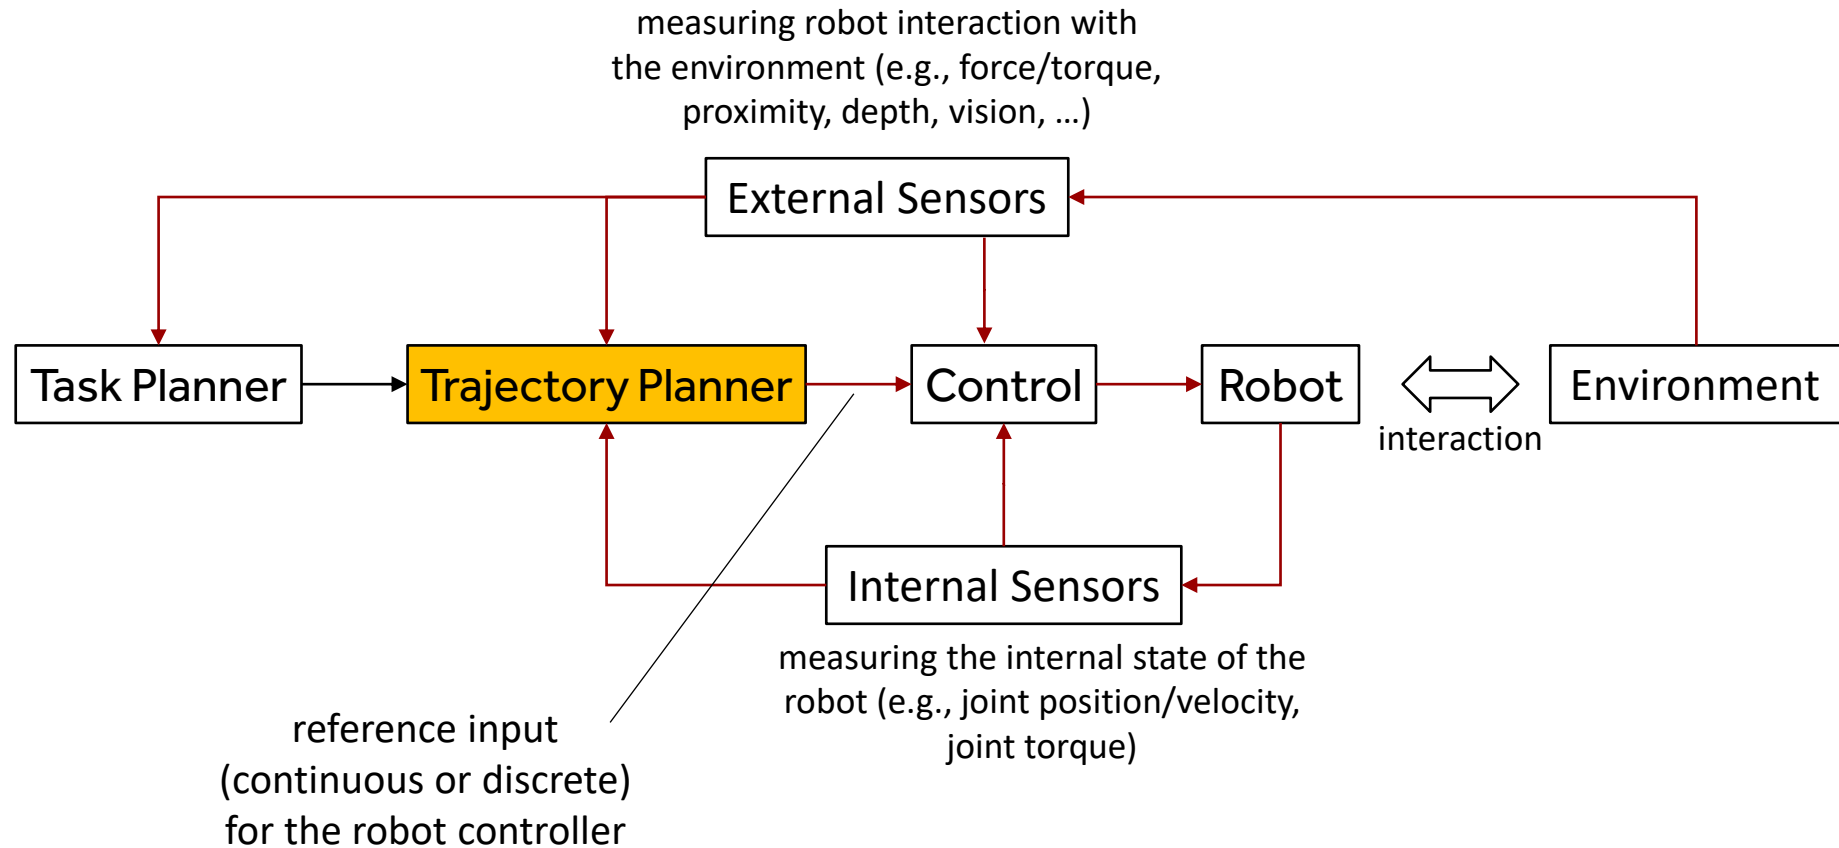 measuring robot interaction with
the environment (e.g., force/torque,
proximity, depth, vision, …)
External Sensors
Task Planner
Trajectory Planner
Control
Robot
interaction
Environment
Internal Sensors
measuring the internal state of the
robot (e.g., joint position/velocity,
joint torque)
reference input
(continuous or discrete)
for the robot controller